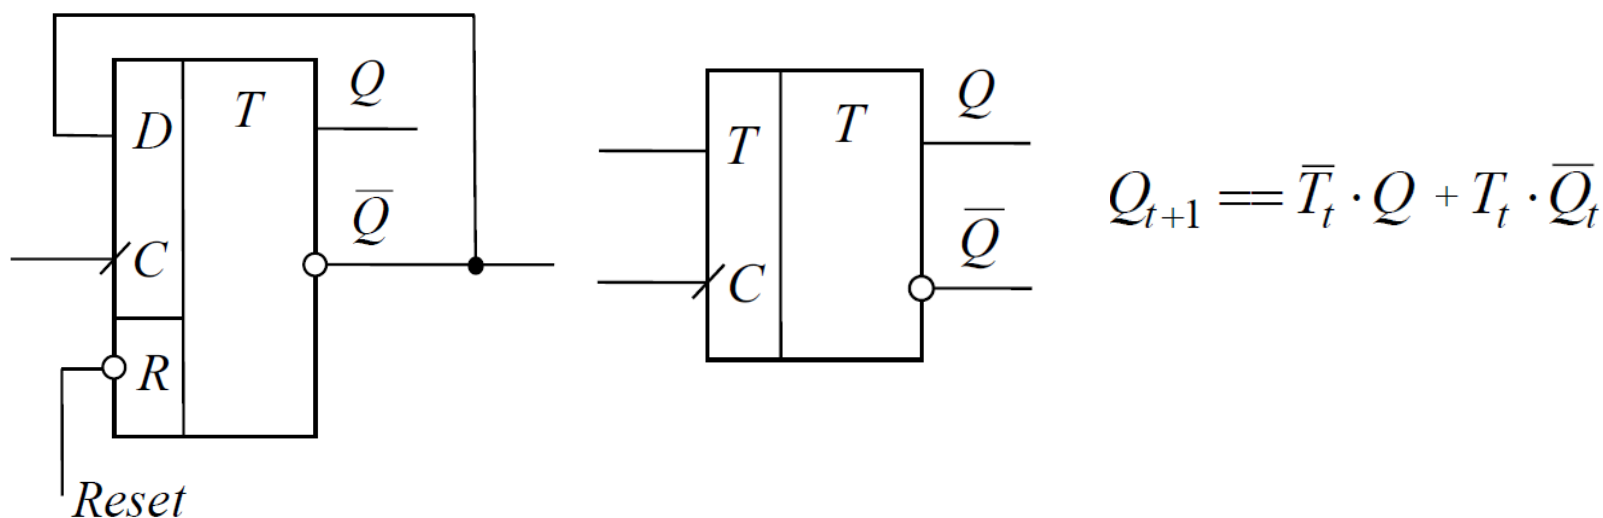 D T Q
C Q̅
R
Reset
T T Q
C Q̅
Q_{t+1} == T̅_t · Q + T_t · Q̅_t